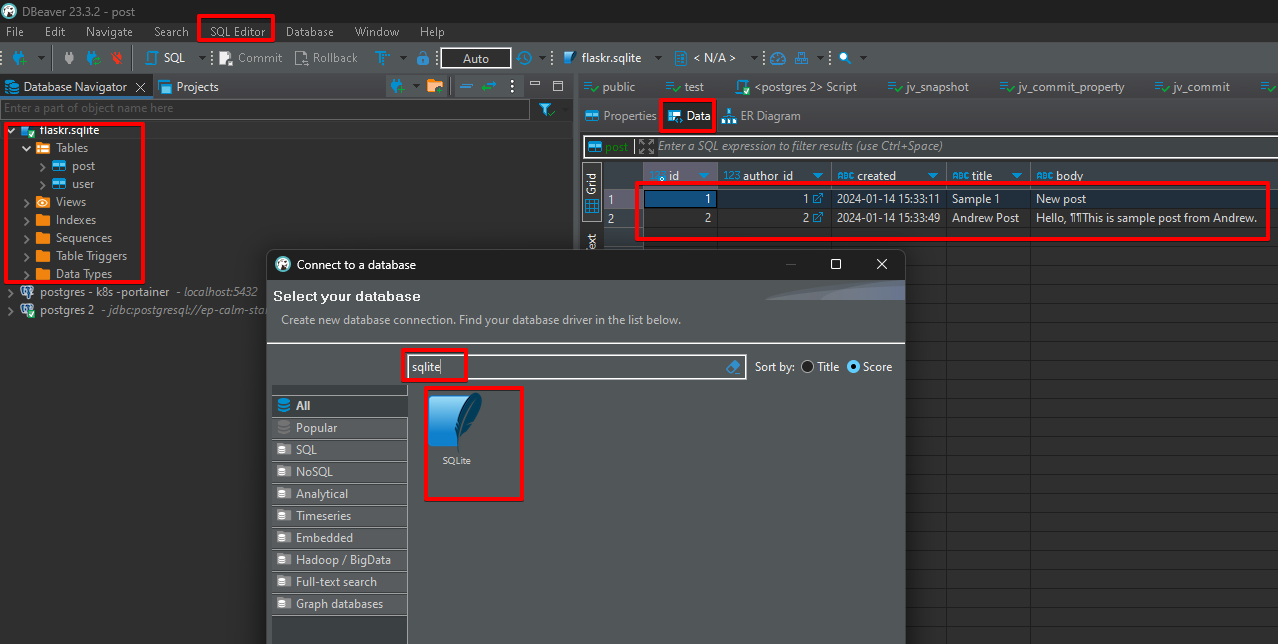 DBeaver 23.3.2 - post
File Edit Navigate Search SQL Editor Database Window Help
SQL Commit Rollback Auto flaskr.sqlite < N/A >
Database Navigator Projects
Enter a part of object name here
flaskr.sqlite
Tables
post
user
Views
Indexes
Sequences
Table Triggers
Data Types
postgres - k8s -portainer - localhost:5432
postgres 2 - jdbc:postgresql://ep-calm-sta
public test <postgres 2> Script jv_snapshot jv_commit_property jv_commit
Properties Data ER Diagram
post Enter a SQL expression to filter results (use Ctrl+Space)
Grid
id 123 author_id ABC created ABC title ABC body
1 1 1 2024-01-14 15:33:11 Sample 1 New post
2 2 2 2024-01-14 15:33:49 Andrew Post Hello, ¶¶This is sample post from Andrew.
Connect to a database
Select your database
Create new database connection. Find your database driver in the list below.
sqlite Sort by: Title Score
All
Popular
SQL
NoSQL
Analytical
Timeseries
Embedded
Hadoop / BigData
Full-text search
Graph databases
SQLite